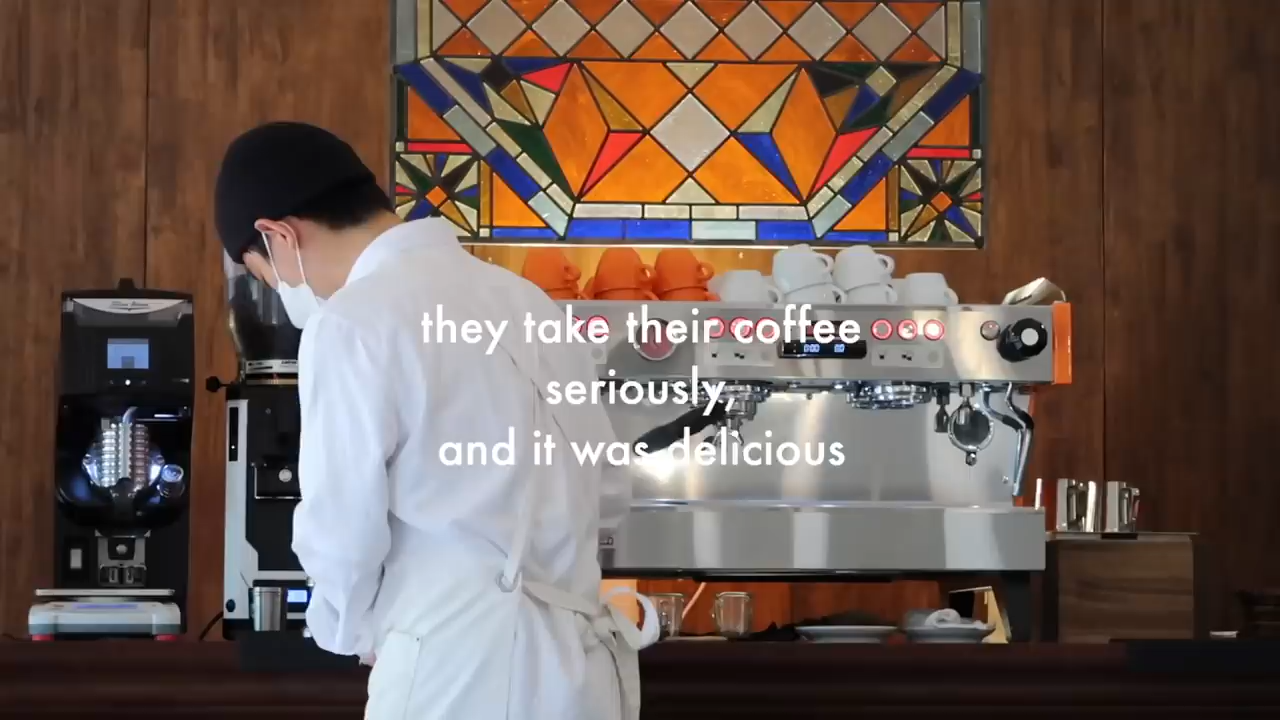 they take their coffee
seriously,
and it was delicious